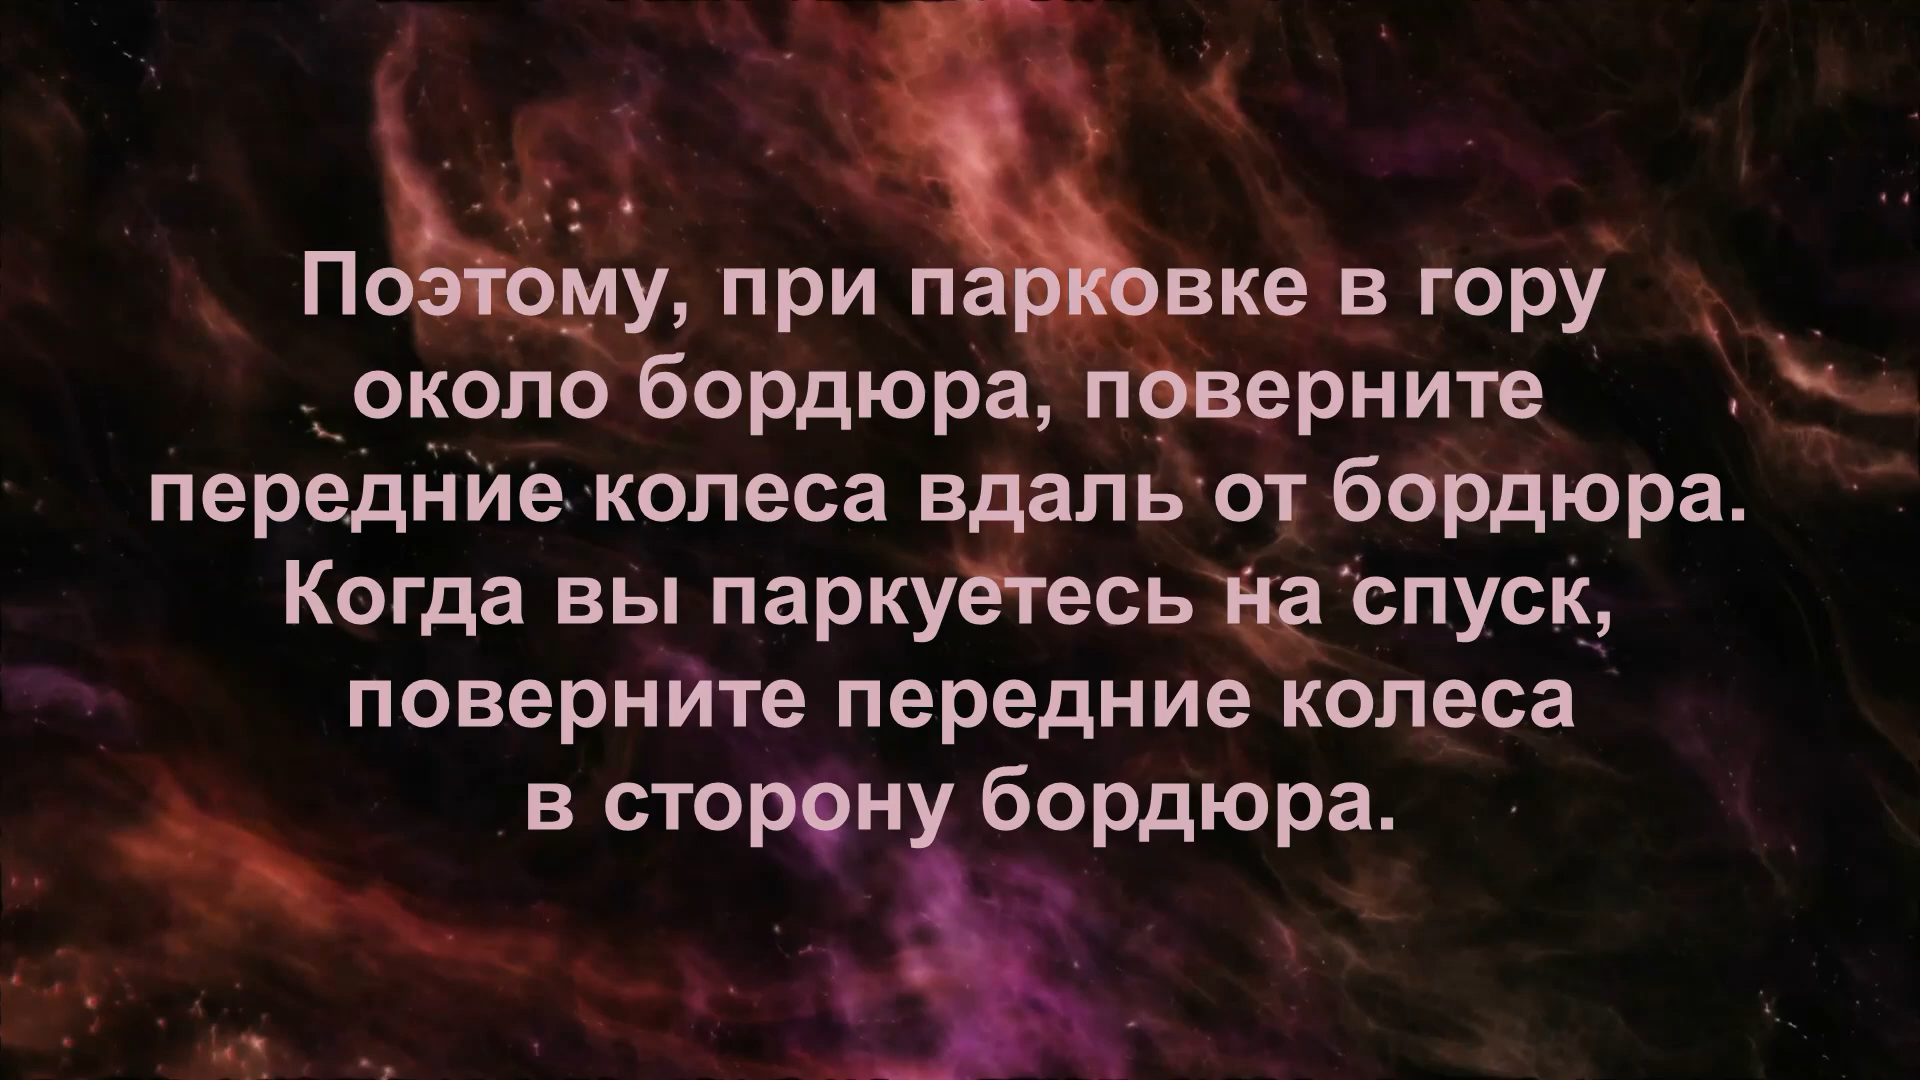 Поэтому, при парковке в гору
около бордюра, поверните
передние колеса вдаль от бордюра.
Когда вы паркуетесь на спуск,
поверните передние колеса
в сторону бордюра.